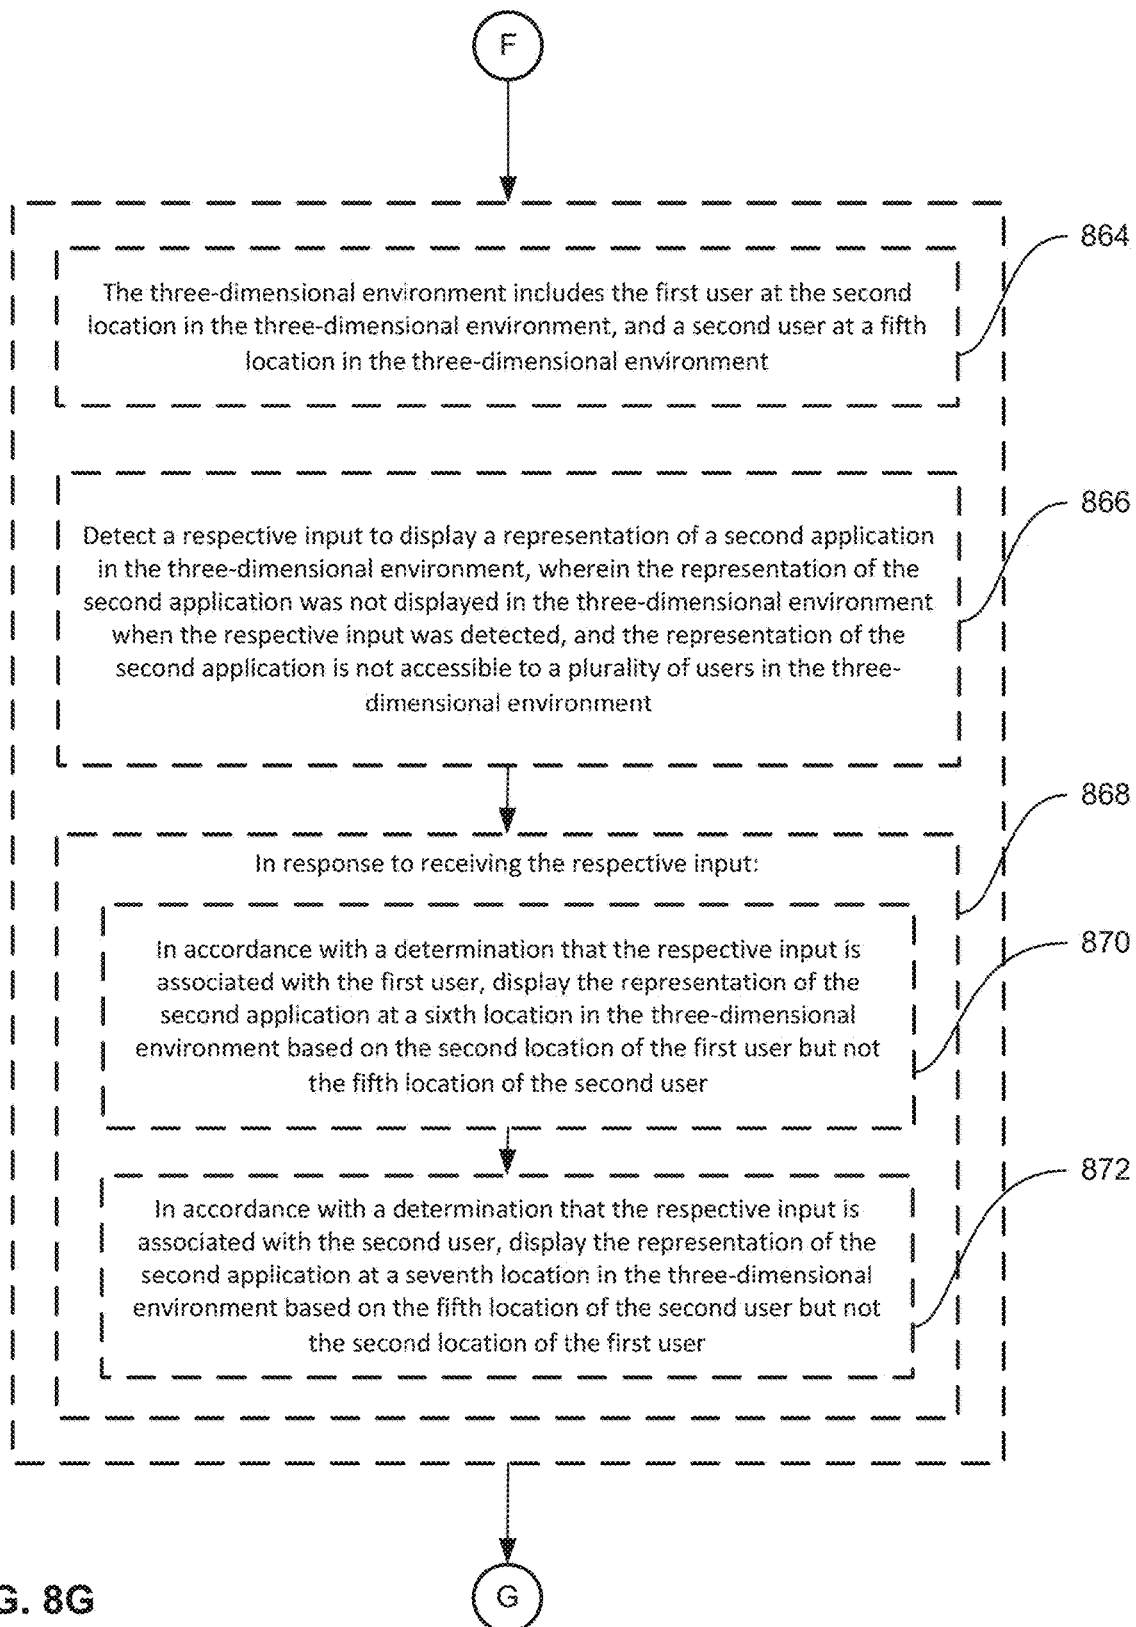 F
864
The three-dimensional environment includes the first user at the second
location in the three-dimensional environment, and a second user at a fifth
location in the three-dimensional environment
866
Detect a respective input to display a representation of a second application
in the three-dimensional environment, wherein the representation of the
second application was not displayed in the three-dimensional environment
when the respective input was detected, and the representation of the
second application is not accessible to a plurality of users in the three-
dimensional environment
868
In response to receiving the respective input:
870
In accordance with a determination that the respective input is
associated with the first user, display the representation of the
second application at a sixth location in the three-dimensional
environment based on the second location of the first user but not
the fifth location of the second user
872
In accordance with a determination that the respective input is
associated with the second user, display the representation of the
second application at a seventh location in the three-dimensional
environment based on the fifth location of the second user but not
the second location of the first user
G. 8G
G